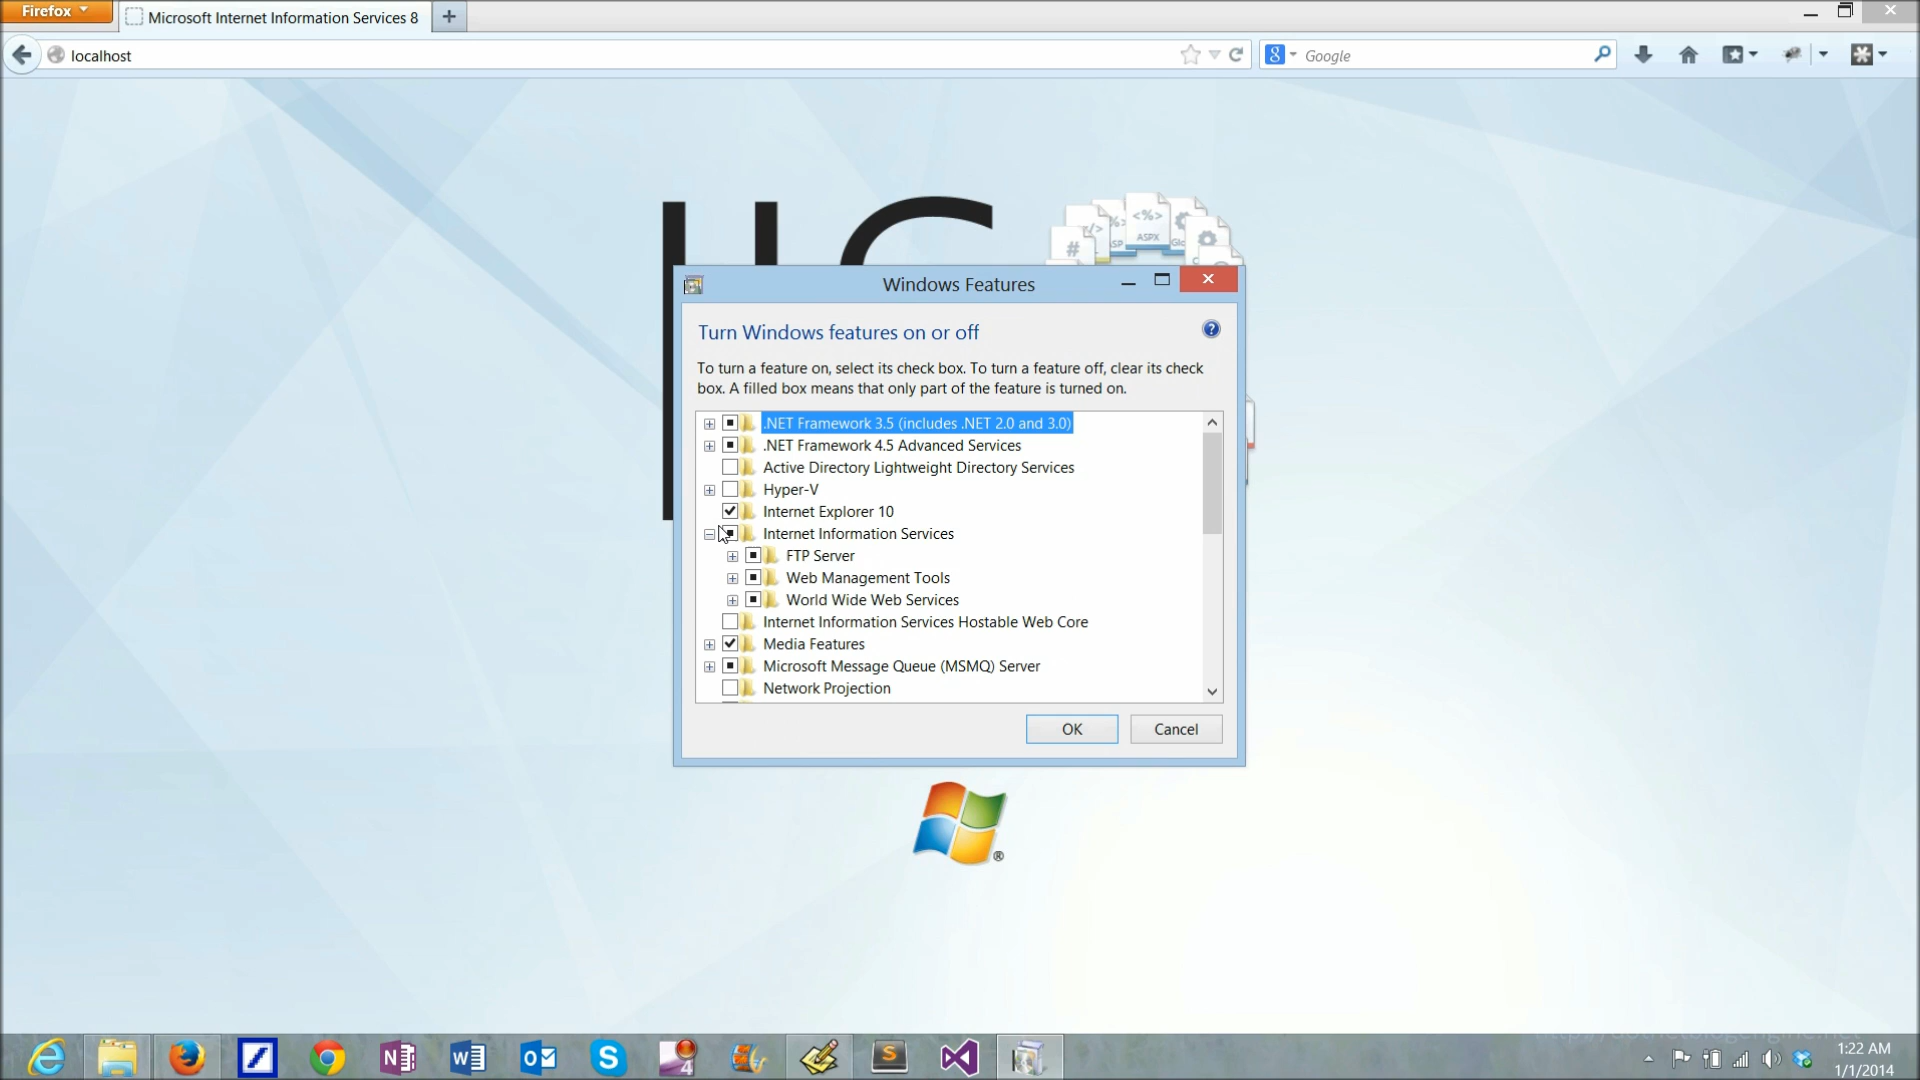 Firefox
Microsoft Internet Information Services 8
localhost
Google
<%>
ASPX
#
Windows Features
Turn Windows features on or off
To turn a feature on, select its check box. To turn a feature off, clear its check
box. A filled box means that only part of the feature is turned on.
.NET Framework 3.5 (includes .NET 2.0 and 3.0)
.NET Framework 4.5 Advanced Services
Active Directory Lightweight Directory Services
Hyper-V
Internet Explorer 10
Internet Information Services
FTP Server
Web Management Tools
World Wide Web Services
Internet Information Services Hostable Web Core
Media Features
Microsoft Message Queue (MSMQ) Server
Network Projection
OK
Cancel
®
1:22 AM
1/1/2014